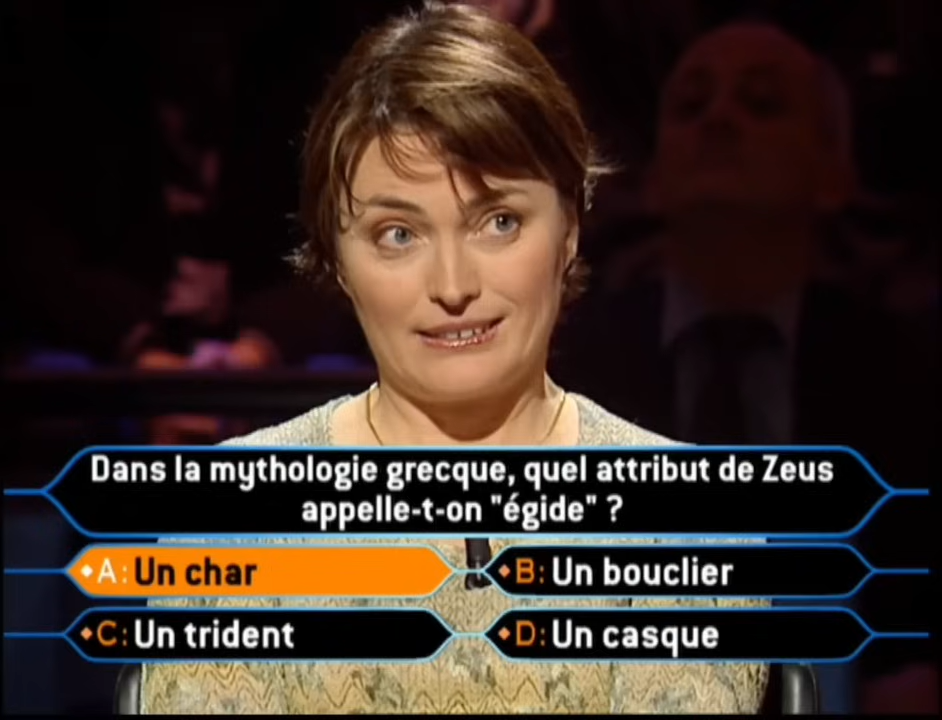 Dans la mythologie grecque, quel attribut de Zeus
appelle-t-on "égide" ?
A: Un char
B: Un bouclier
C: Un trident
D: Un casque